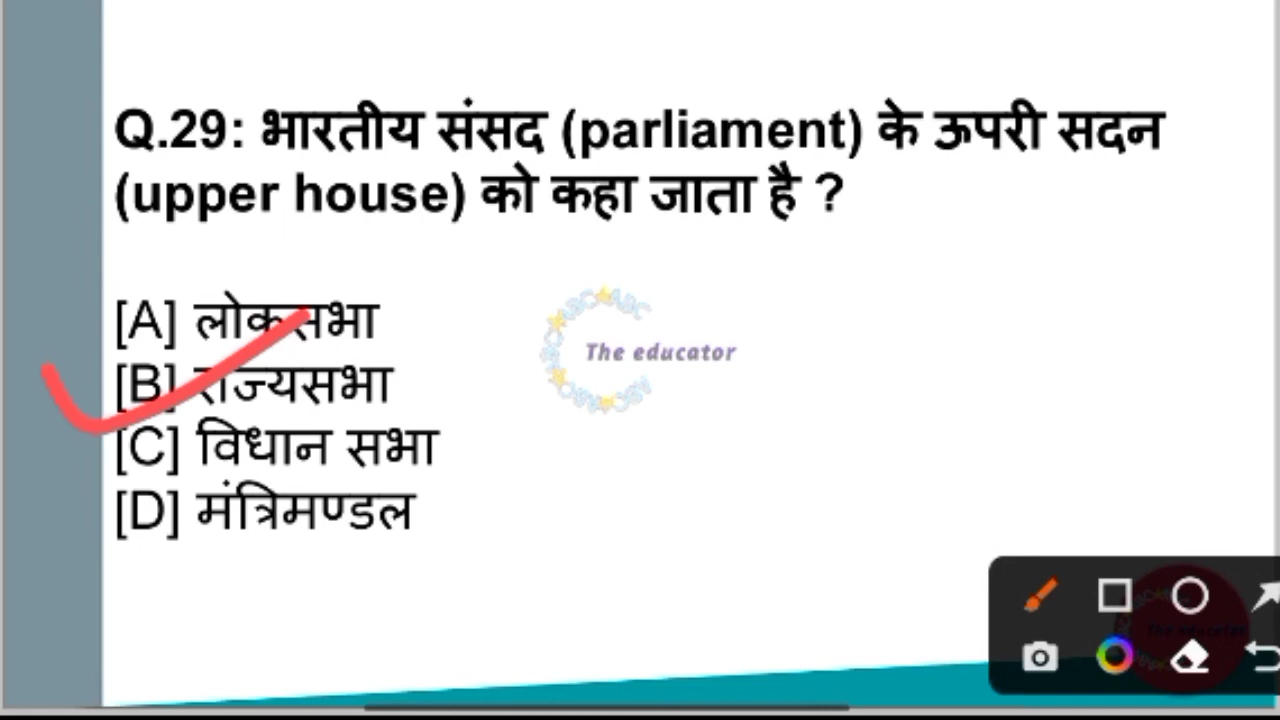 Q.29: भारतीय संसद (parliament) के ऊपरी सदन
(upper house) को कहा जाता है ?
[A] लोकसभा
[B] राज्यसभा
The educator
[C] विधान सभा
[D] मंत्रिमण्डल